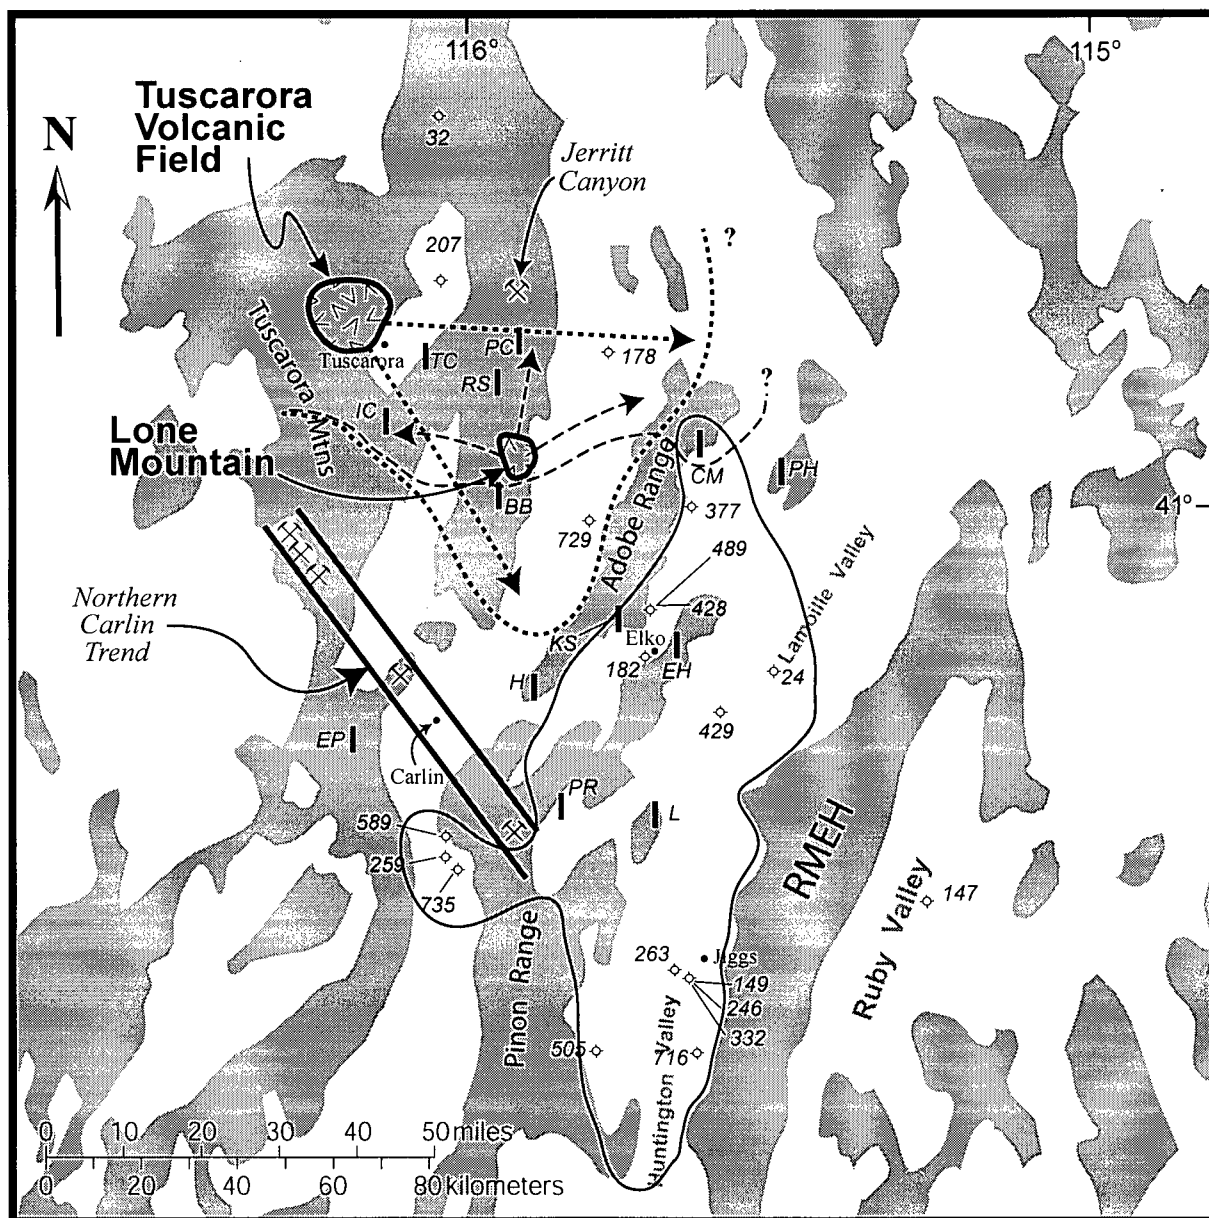 116°
115°
Tuscarora
Volcanic
Field
N
32
Jerritt
Canyon
207
?
Tuscarora
Mtns
Tuscarora
TC
PC
178
RS
?
IC
Lone
Mountain
BB
CM
PH
41°
377
729
Adobe Range
489
428
Lamoille Valley
Northern
Carlin
Trend
KS
Elko
182
EH
24
H
429
EP
Carlin
PR
L
589
259
735
RMEH
147
Ruby Valley
Pinon Range
263
Jiggs
149
246
332
Huntington Valley
505
716
0 10 20 30 40 50 miles
0 20 40 60 80 kilometers